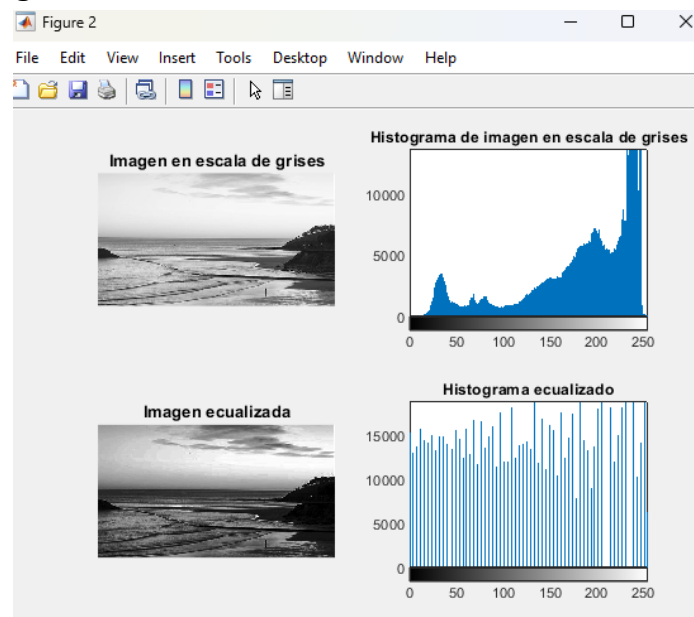 Figure 2
File Edit View Insert Tools Desktop Window Help
Imagen en escala de grises
Histograma de imagen en escala de grises
10000
5000
0
0 50 100 150 200 250
Imagen ecualizada
Histograma ecualizado
15000
10000
5000
0
0 50 100 150 200 250